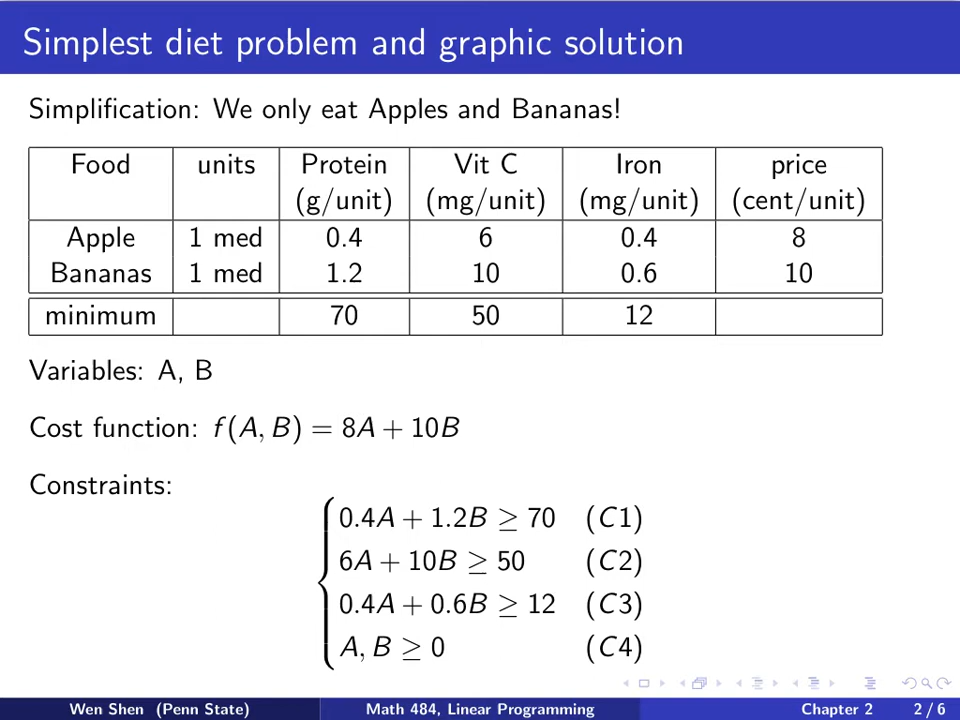 Simplest diet problem and graphic solution
Simplification: We only eat Apples and Bananas!
Food units Protein Vit C Iron price
(g/unit) (mg/unit) (mg/unit) (cent/unit)
Apple 1 med 0.4 6 0.4 8
Bananas 1 med 1.2 10 0.6 10
minimum 70 50 12
Variables: A, B
Cost function: f(A, B) = 8A + 10B
Constraints:
0.4A + 1.2B ≥ 70 (C1)
6A + 10B ≥ 50 (C2)
0.4A + 0.6B ≥ 12 (C3)
A, B ≥ 0 (C4)
Wen Shen (Penn State) Math 484, Linear Programming Chapter 2 2 / 6